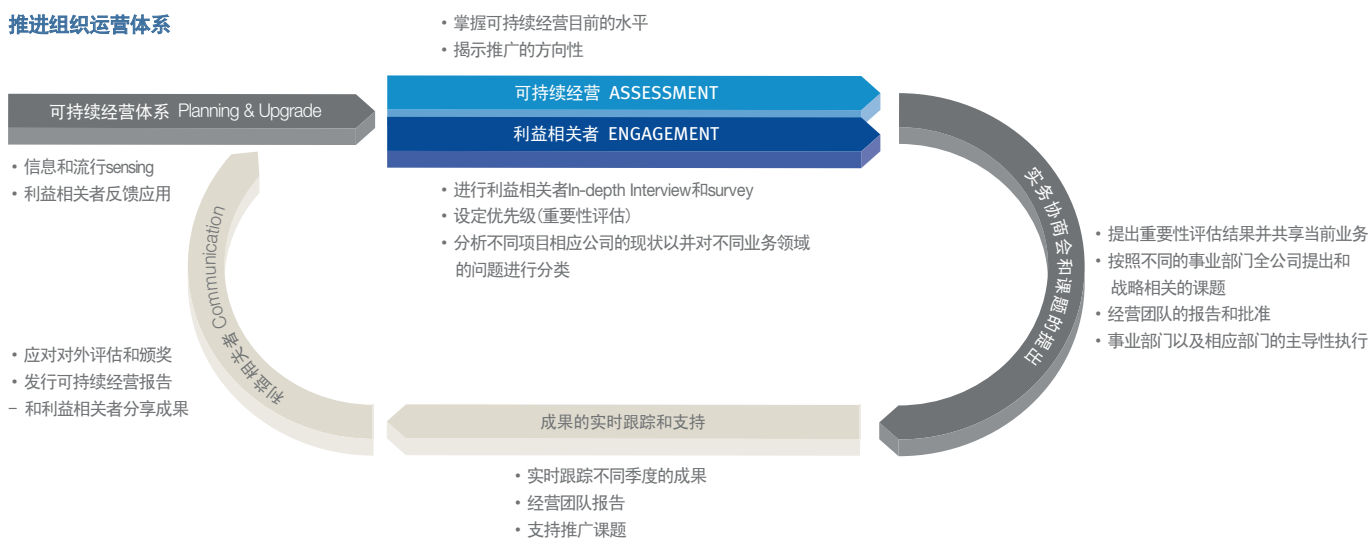 推进组织运营体系
• 掌握可持续经营目前的水平
• 揭示推广的方向性
可持续经营体系 Planning & Upgrade
可持续经营 ASSESSMENT
利益相关者 ENGAGEMENT
• 信息和流行sensing
• 利益相关者反馈应用
• 进行利益相关者In-depth Interview和survey
• 设定优先级(重要性评估)
• 分析不同项目相应公司的现状以并对不同业务领域
的问题进行分类
实务协商会和课题的提出
• 提出重要性评估结果并共享当前业务
• 按照不同的事业部门全公司提出和
战略相关的课题
• 经营团队的报告和批准
• 事业部门以及相应部门的主导性执行
利益相关者 Communication
• 应对对外评估和颁奖
• 发行可持续经营报告
– 和利益相关者分享成果
成果的实时跟踪和支持
• 实时跟踪不同季度的成果
• 经营团队报告
• 支持推广课题